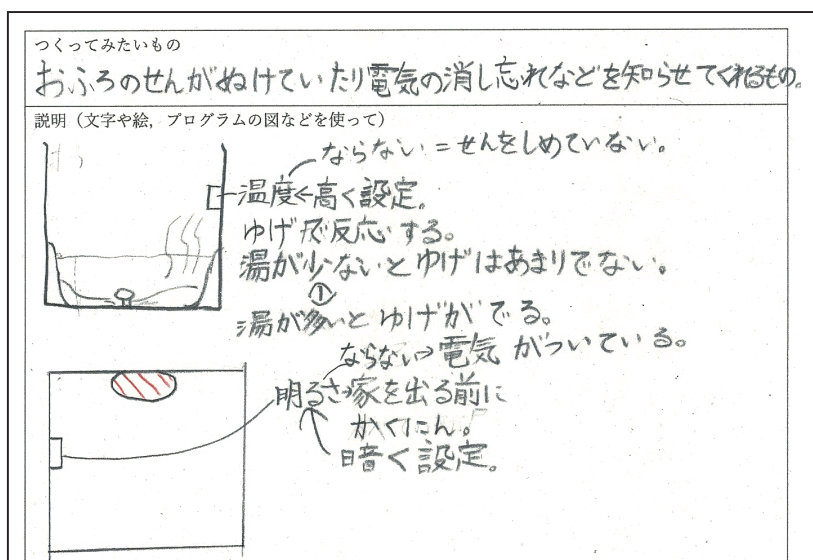 つくってみたいもの
おふろのせんがぬけていたり電気の消し忘れなどを知らせてくれるもの。
説明（文字や絵，プログラムの図などを使って）
ならない＝せんをしめていない。
温度←高く設定。
ゆげで反応する。
湯が少ないとゆげはあまりでない。
①
湯が多いとゆげがでる。
ならない⇒電気がついている。
明るさ 家を出る前に
かくにん。
暗く設定。